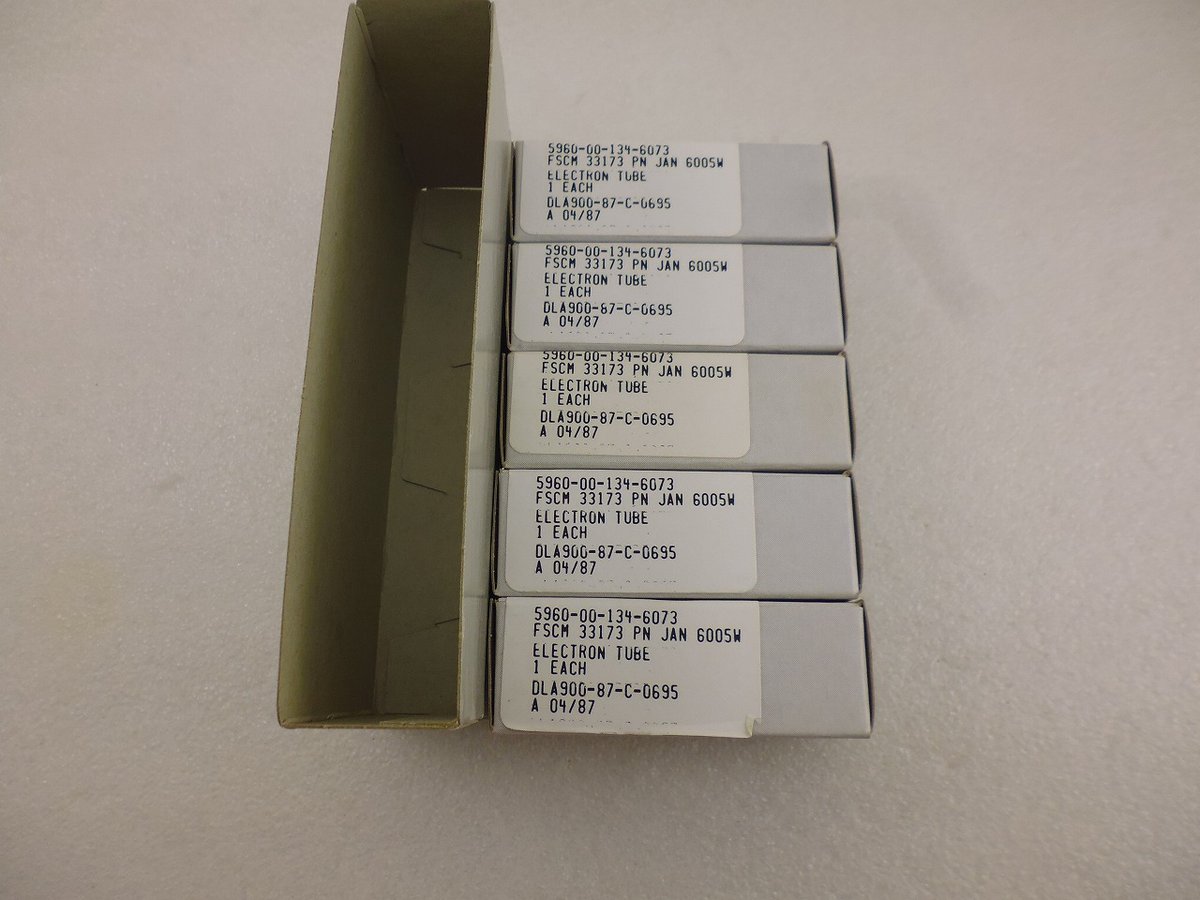 5960-00-134-6073
FSCM 33173 PN JAN 6005W
ELECTRON TUBE
1 EACH
DLA900-87-C-0695
A 04/87
5960-00-134-6073
FSCM 33173 PN JAN 6005W
ELECTRON TUBE
1 EACH
DLA900-87-C-0695
A 04/87
5960-00-134-6073
FSCM 33173 PN JAN 6005W
ELECTRON TUBE
1 EACH
DLA900-87-C-0695
A 04/87
5960-00-134-6073
FSCM 33173 PN JAN 6005W
ELECTRON TUBE
1 EACH
DLA900-87-C-0695
A 04/87
5960-00-134-6073
FSCM 33173 PN JAN 6005W
ELECTRON TUBE
1 EACH
DLA900-87-C-0695
A 04/87